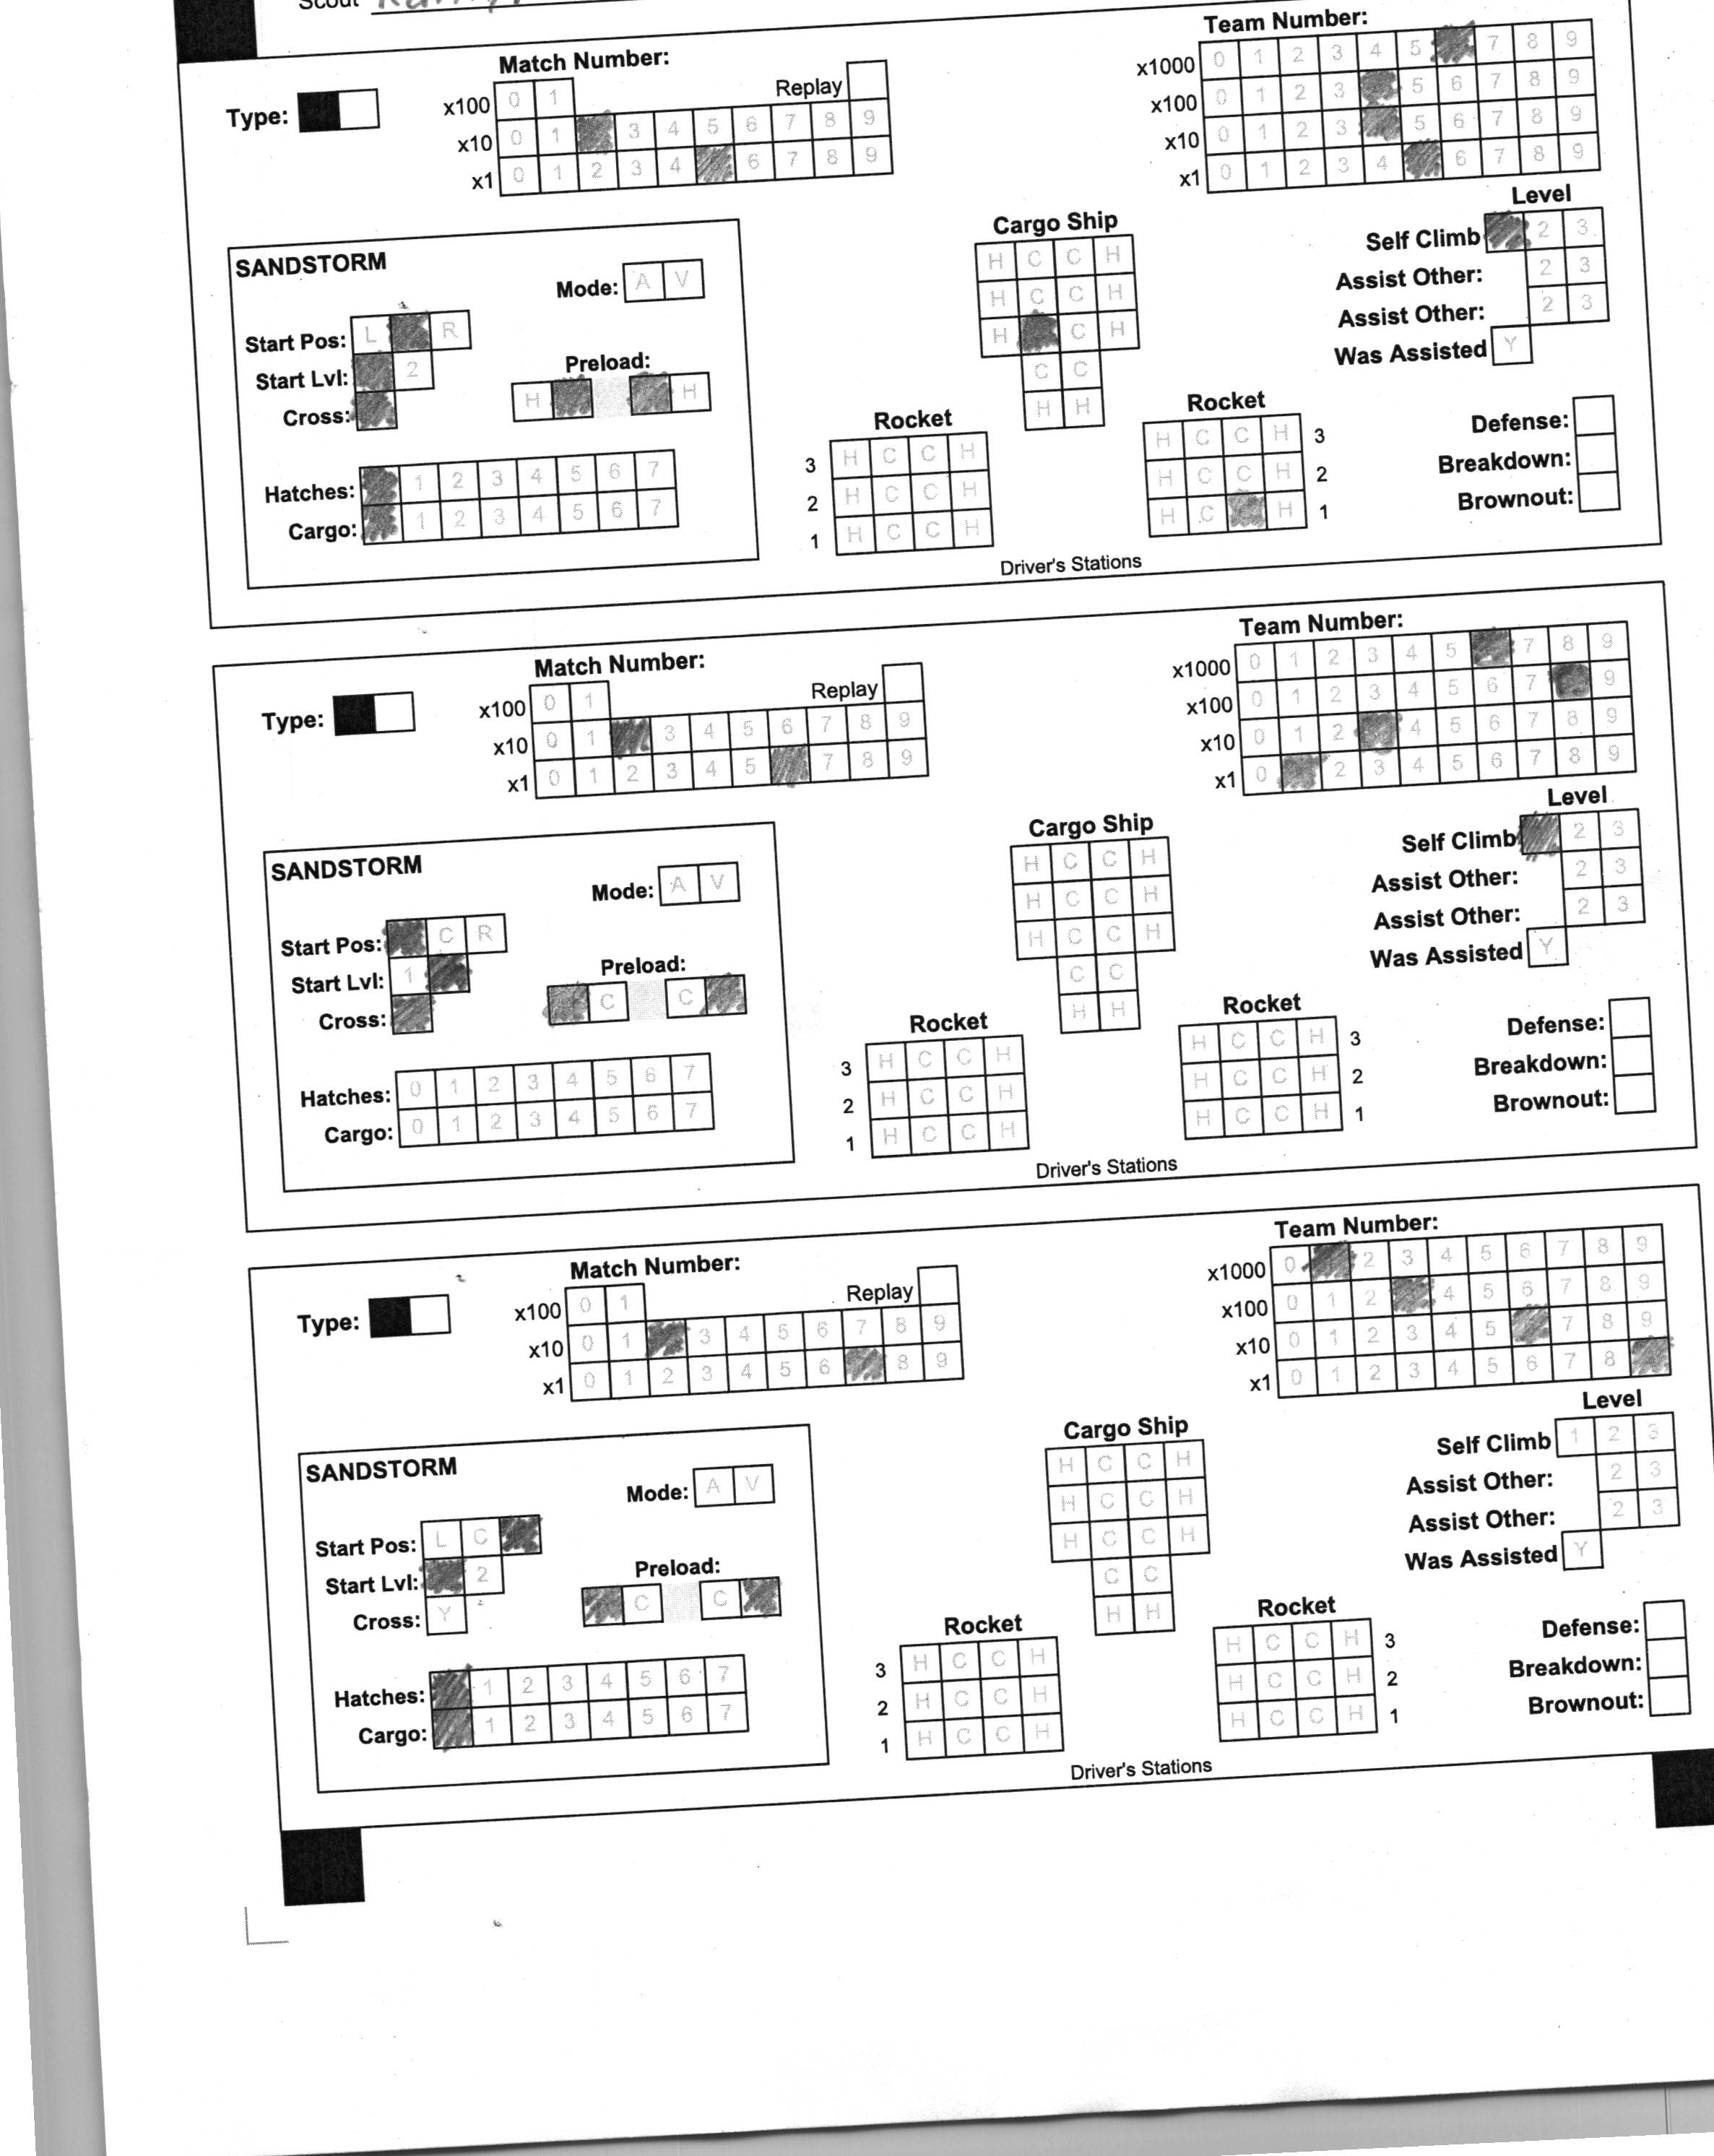 Scout
Team Number:
Match Number:
x1000 0 1 2 3 4 5 7 8 9
Type:
x100 0 1 Replay
x100 0 1 2 3 5 6 7 8 9
x10 0 1 3 4 5 6 7 8 9
x10 0 1 2 3 5 6 7 8 9
x1 0 1 2 3 4 6 7 8 9
x1 0 1 2 3 4 6 7 8 9
Level
SANDSTORM
Mode: A V
Start Pos: L R
Start Lvl: 2
Cross:
Preload:
H H
Hatches: 1 2 3 4 5 6 7
Cargo: 1 2 3 4 5 6 7
Cargo Ship
H C C H
H C C H
H C H
C C
H H
Self Climb 2 3
Assist Other: 2 3
Assist Other: 2 3
Was Assisted Y
Rocket
3 H C C H
2 H C C H
1 H C C H
Rocket
H C C H 3
H C C H 2
H C H 1
Defense:
Breakdown:
Brownout:
Driver's Stations
Team Number:
Match Number:
x1000 0 1 2 3 4 5 7 8 9
Type:
x100 0 1 Replay
x100 0 1 2 3 4 5 6 7 9
x10 0 1 3 4 5 6 7 8 9
x10 0 1 2 4 5 6 7 8 9
x1 0 1 2 3 4 5 7 8 9
x1 0 2 3 4 5 6 7 8 9
Level
SANDSTORM
Mode: A V
Start Pos: C R
Start Lvl: 1
Cross:
Preload:
C C
Hatches: 0 1 2 3 4 5 6 7
Cargo: 0 1 2 3 4 5 6 7
Cargo Ship
H C C H
H C C H
H C C H
C C
H H
Self Climb 2 3
Assist Other: 2 3
Assist Other: 2 3
Was Assisted Y
Rocket
3 H C C H
2 H C C H
1 H C C H
Rocket
H C C H 3
H C C H 2
H C C H 1
Defense:
Breakdown:
Brownout:
Driver's Stations
Team Number:
Match Number:
x1000 0 2 3 4 5 6 7 8 9
Type:
x100 0 1 Replay
x100 0 1 2 4 5 6 7 8 9
x10 0 1 3 4 5 6 7 8 9
x10 0 1 2 3 4 5 7 8 9
x1 0 1 2 3 4 5 6 8 9
x1 0 1 2 3 4 5 6 7 8
Level
SANDSTORM
Mode: A V
Start Pos: L C
Start Lvl: 2
Cross: Y
Preload:
C C
Hatches: 1 2 3 4 5 6 7
Cargo: 1 2 3 4 5 6 7
Cargo Ship
H C C H
H C C H
H C C H
C C
H H
Self Climb 1 2 3
Assist Other: 2 3
Assist Other: 2 3
Was Assisted Y
Rocket
3 H C C H
2 H C C H
1 H C C H
Rocket
H C C H 3
H C C H 2
H C C H 1
Defense:
Breakdown:
Brownout:
Driver's Stations